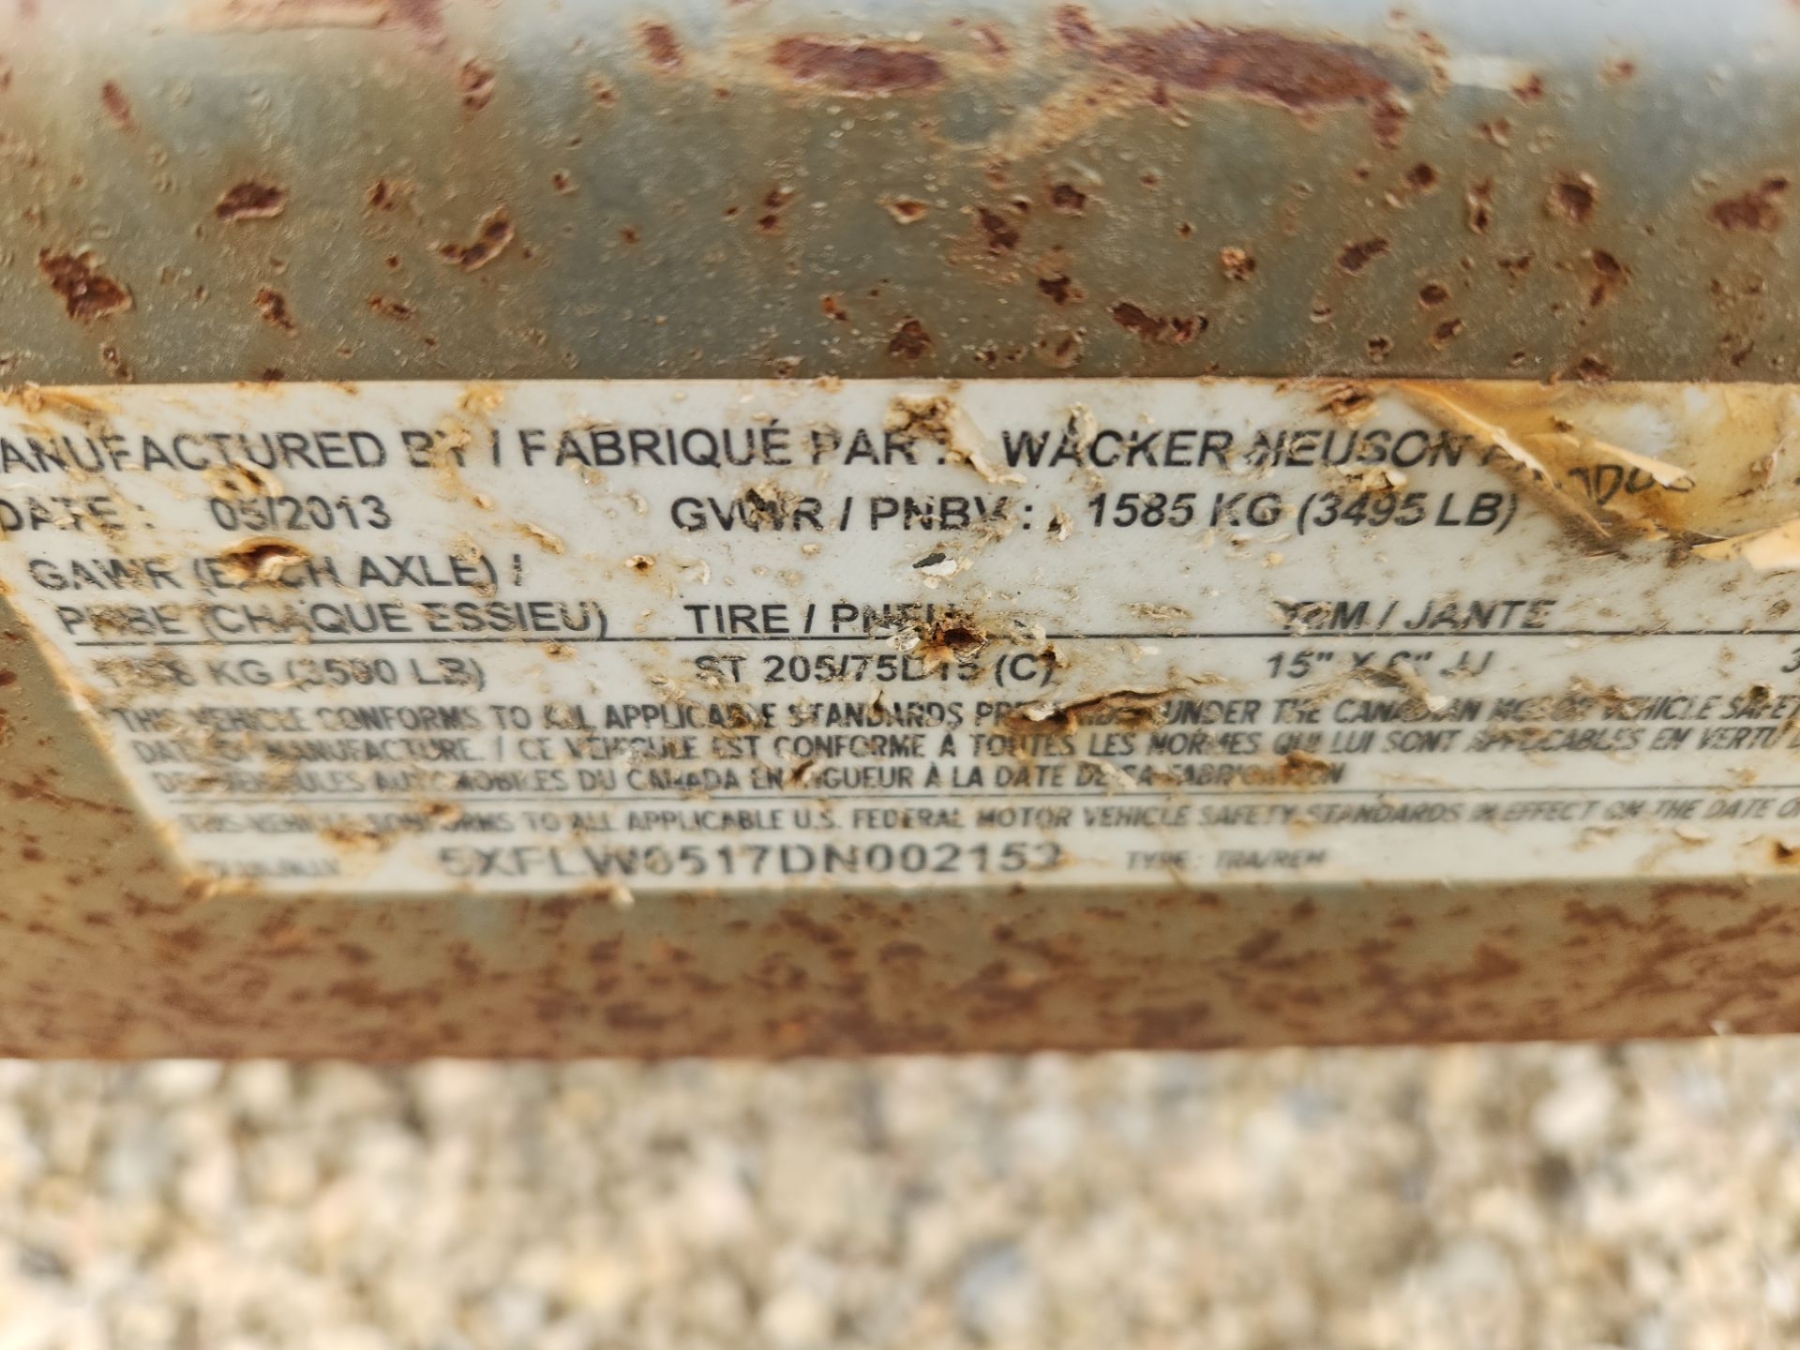 ANUFACTURED BY / FABRIQUÉ PAR : WACKER NEUSON
DATE : 05/2013 GVWR / PNBV : 1585 KG (3495 LB)
GAWR (EACH AXLE) /
PNBE (CHAQUE ESSIEU) TIRE / PNEU RIM / JANTE
KG (3500 LB) ST 205/75D15 (C) 15" X 6" JJ 3
THIS VEHICLE CONFORMS TO ALL APPLICABLE STANDARDS PRESCRIBED UNDER THE CANADIAN MOTOR VEHICLE SAFET
DATE OF MANUFACTURE. / CE VÉHICULE EST CONFORME À TOUTES LES NORMES QUI LUI SONT APPLICABLES EN VERTU D
DES VÉHICULES AUTOMOBILES DU CANADA EN VIGUEUR À LA DATE DE SA FABRICATION
THIS VEHICLE CONFORMS TO ALL APPLICABLE U.S. FEDERAL MOTOR VEHICLE SAFETY STANDARDS IN EFFECT ON THE DATE O
TYPE: TRA/REM